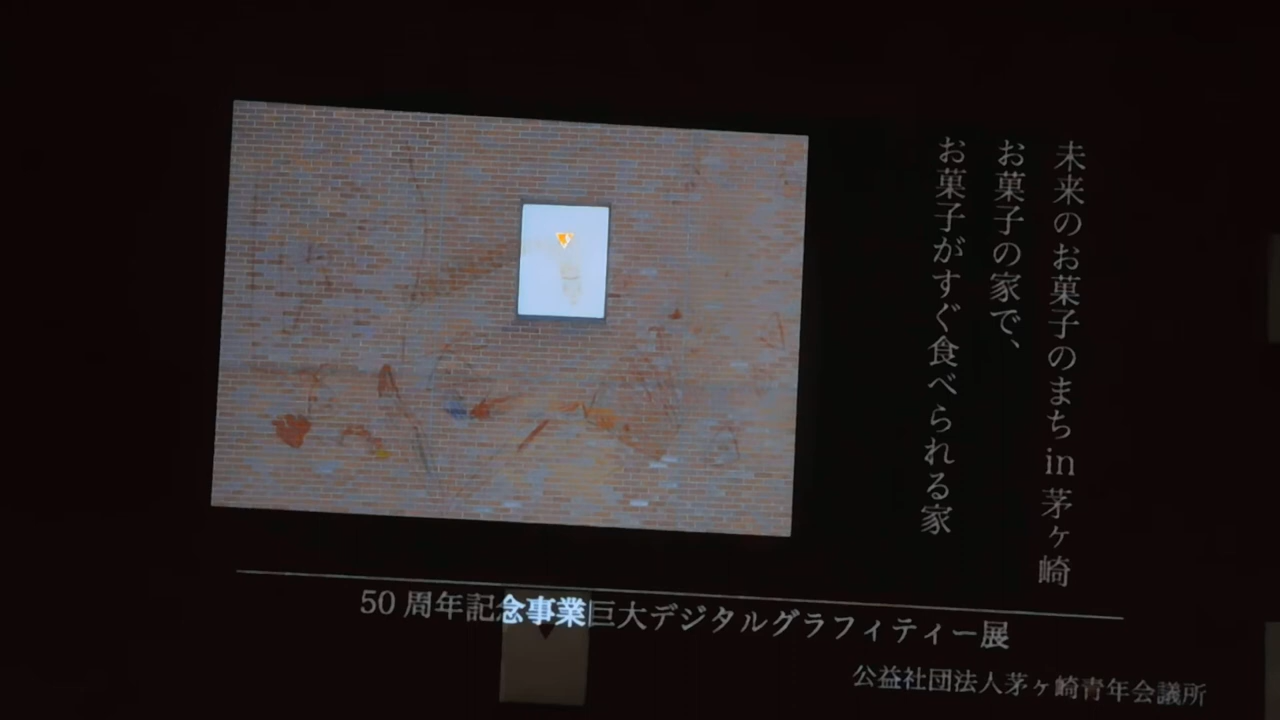 未来のお菓子のまちin茅ヶ崎
お菓子の家で、
お菓子がすぐ食べられる家
50周年記念事業巨大デジタルグラフィティー展
公益社団法人茅ヶ崎青年会議所